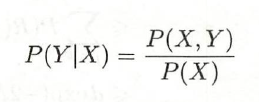 P(Y|X) = P(X, Y) / P(X)